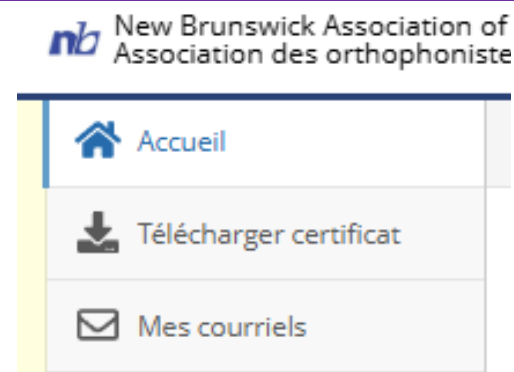 nb
New Brunswick Association of
Association des orthophoniste
Accueil
Télécharger certificat
Mes courriels